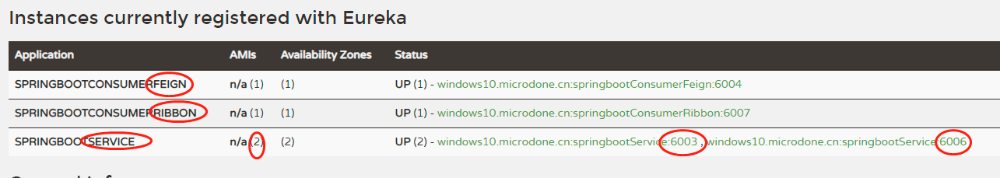 Instances currently registered with Eureka
Application AMIs Availability Zones Status
SPRINGBOOTCONSUMERFEIGN n/a (1) (1) UP (1) - windows10.microdone.cn:springbootConsumerFeign:6004
SPRINGBOOTCONSUMERRIBBON n/a (1) (1) UP (1) - windows10.microdone.cn:springbootConsumerRibbon:6007
SPRINGBOOTSERVICE n/a (2) (2) UP (2) - windows10.microdone.cn:springbootService:6003 , windows10.microdone.cn:springbootService:6006